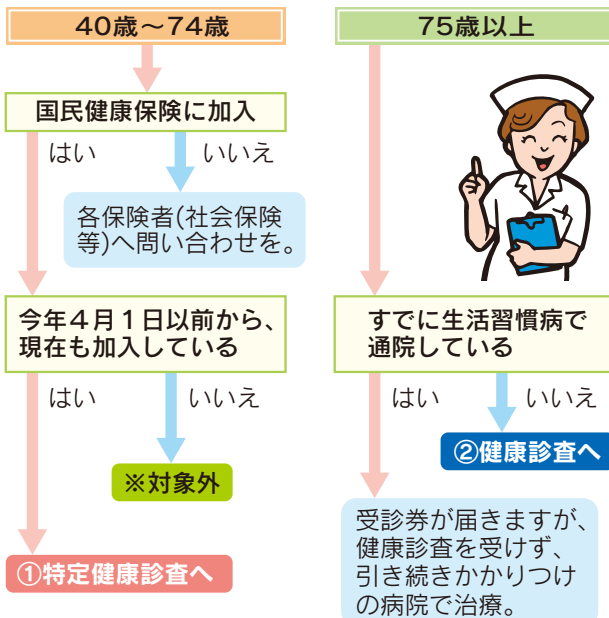 40歳～74歳
国民健康保険に加入
はい
いいえ
各保険者(社会保険
等)へ問い合わせを。
今年４月１日以前から、
現在も加入している
はい
いいえ
※対象外
①特定健康診査へ
75歳以上
すでに生活習慣病で
通院している
はい
いいえ
②健康診査へ
受診券が届きますが、
健康診査を受けず、
引き続きかかりつけ
の病院で治療。